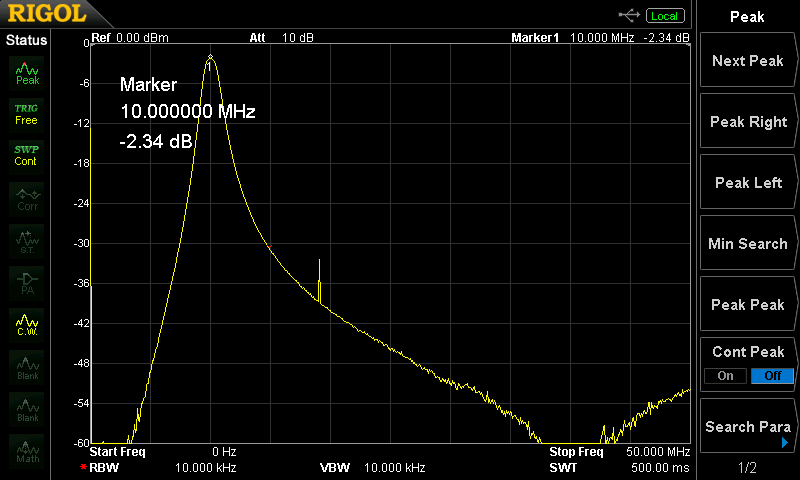 RIGOL
Local
Peak
Status
Ref 0.00 dBm Att 10 dB Marker1 10.000 MHz -2.34 dB
0
-6
-12
-18
-24
-30
-36
-42
-48
-54
-60
Marker
10.000000 MHz
-2.34 dB
1
Peak
TRIG
Free
SWP
Cont
Corr
S.T.
PA
C.W.
Blank
Blank
Math
Start Freq 0 Hz Stop Freq 50.000 MHz
RBW 10.000 kHz VBW 10.000 kHz SWT 500.00 ms
Next Peak
Peak Right
Peak Left
Min Search
Peak Peak
Cont Peak
On Off
Search Para
1/2